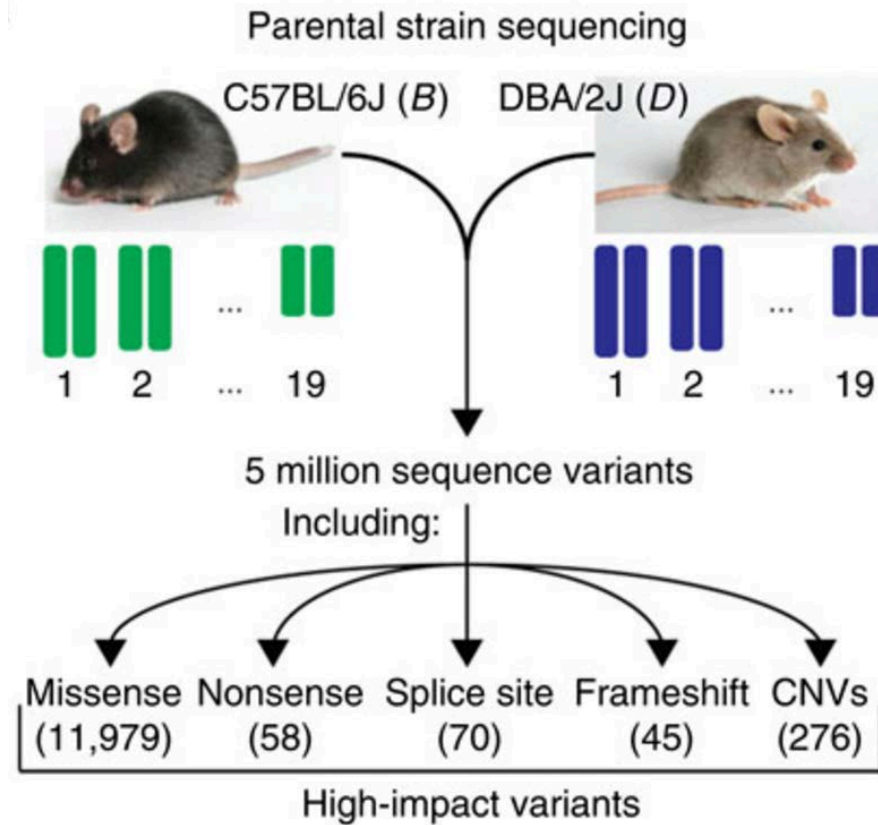 Parental strain sequencing
C57BL/6J (B) DBA/2J (D)
1 2 ... 19
1 2 ... 19
5 million sequence variants
Including:
Missense Nonsense Splice site Frameshift CNVs
(11,979) (58) (70) (45) (276)
High-impact variants